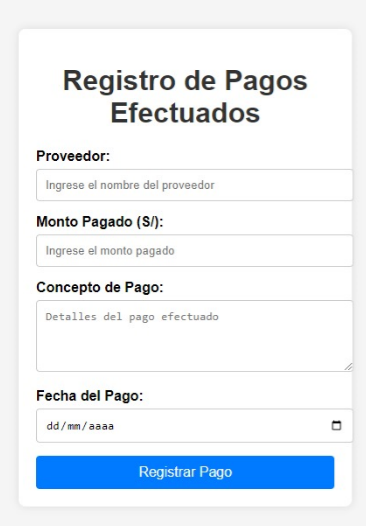 Registro de Pagos
Efectuados
Proveedor:
Ingrese el nombre del proveedor
Monto Pagado (S/):
Ingrese el monto pagado
Concepto de Pago:
Detalles del pago efectuado
Fecha del Pago:
dd/mm/aaaa
Registrar Pago